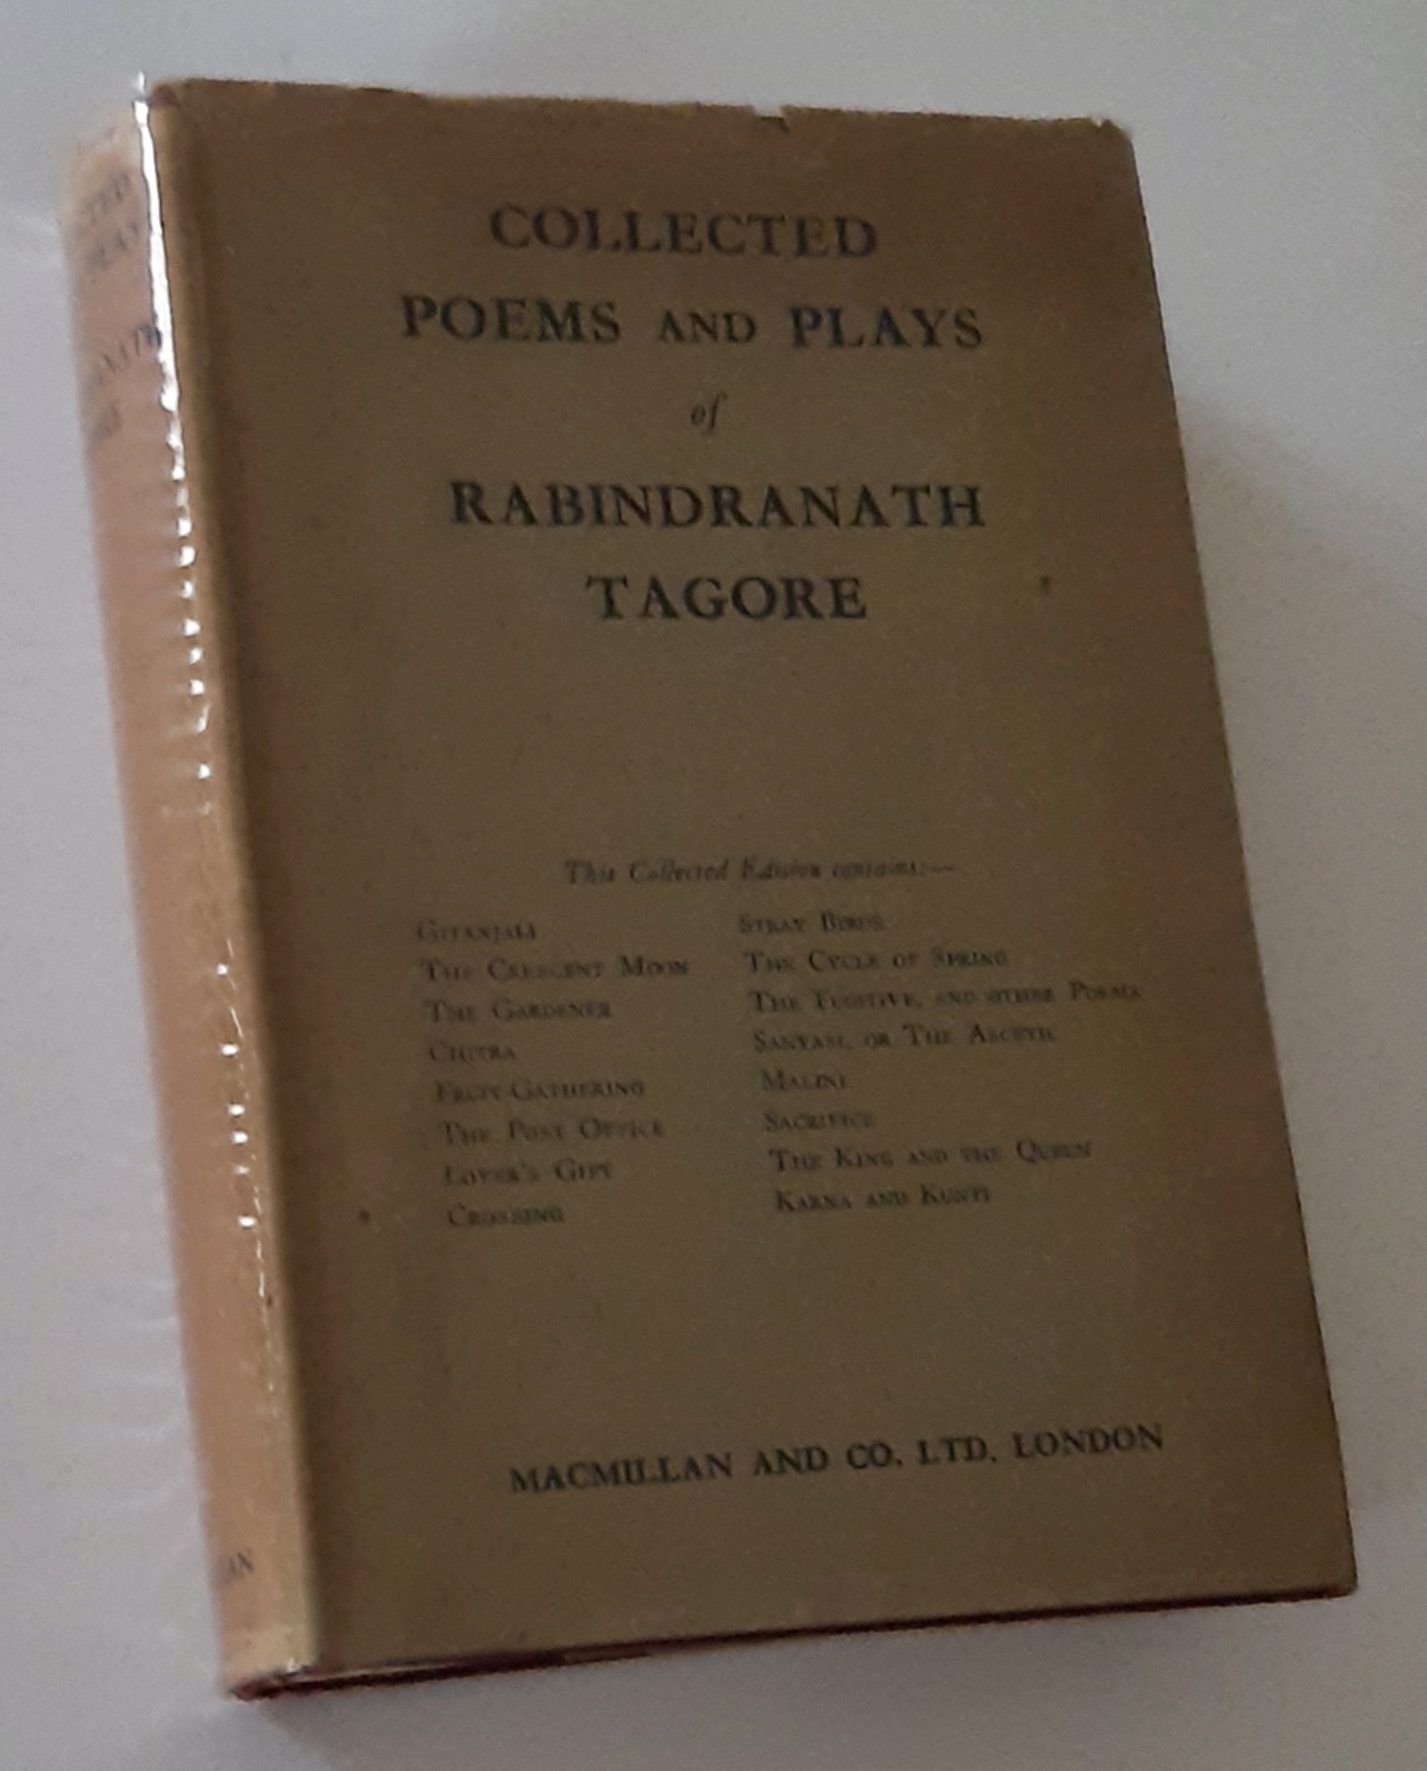 COLLECTED
POEMS AND PLAYS
of
RABINDRANATH
TAGORE
This Collected Edition contains:—
GITANJALI
THE CRESCENT MOON
THE GARDENER
CHITRA
FRUIT-GATHERING
THE POST OFFICE
LOVER'S GIFT
CROSSING
STRAY BIRDS
THE CYCLE OF SPRING
THE FUGITIVE, AND OTHER POEMS
SANYASI, OR THE ASCETIC
MALINI
SACRIFICE
THE KING AND THE QUEEN
KARNA AND KUNTI
MACMILLAN AND CO. LTD. LONDON